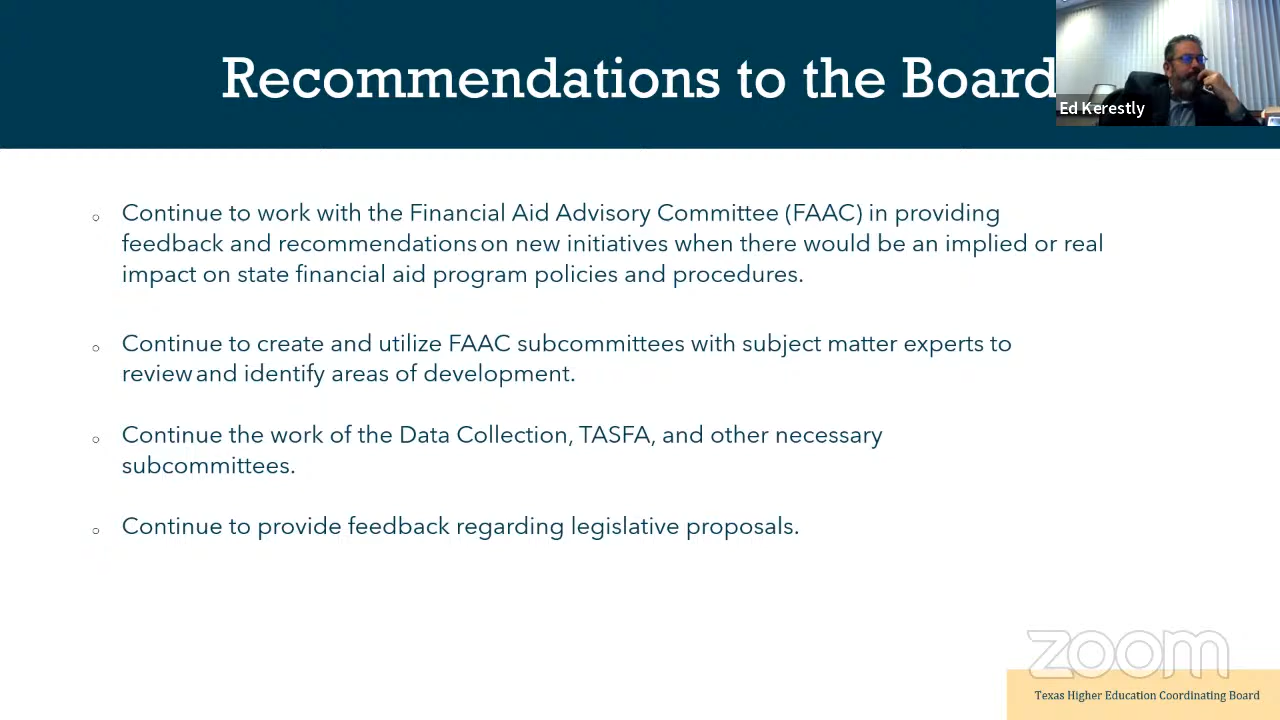 Recommendations to the Board
Ed Kerestly
Continue to work with the Financial Aid Advisory Committee (FAAC) in providing
feedback and recommendations on new initiatives when there would be an implied or real
impact on state financial aid program policies and procedures.
Continue to create and utilize FAAC subcommittees with subject matter experts to
review and identify areas of development.
Continue the work of the Data Collection, TASFA, and other necessary
subcommittees.
Continue to provide feedback regarding legislative proposals.
zoom
Texas Higher Education Coordinating Board